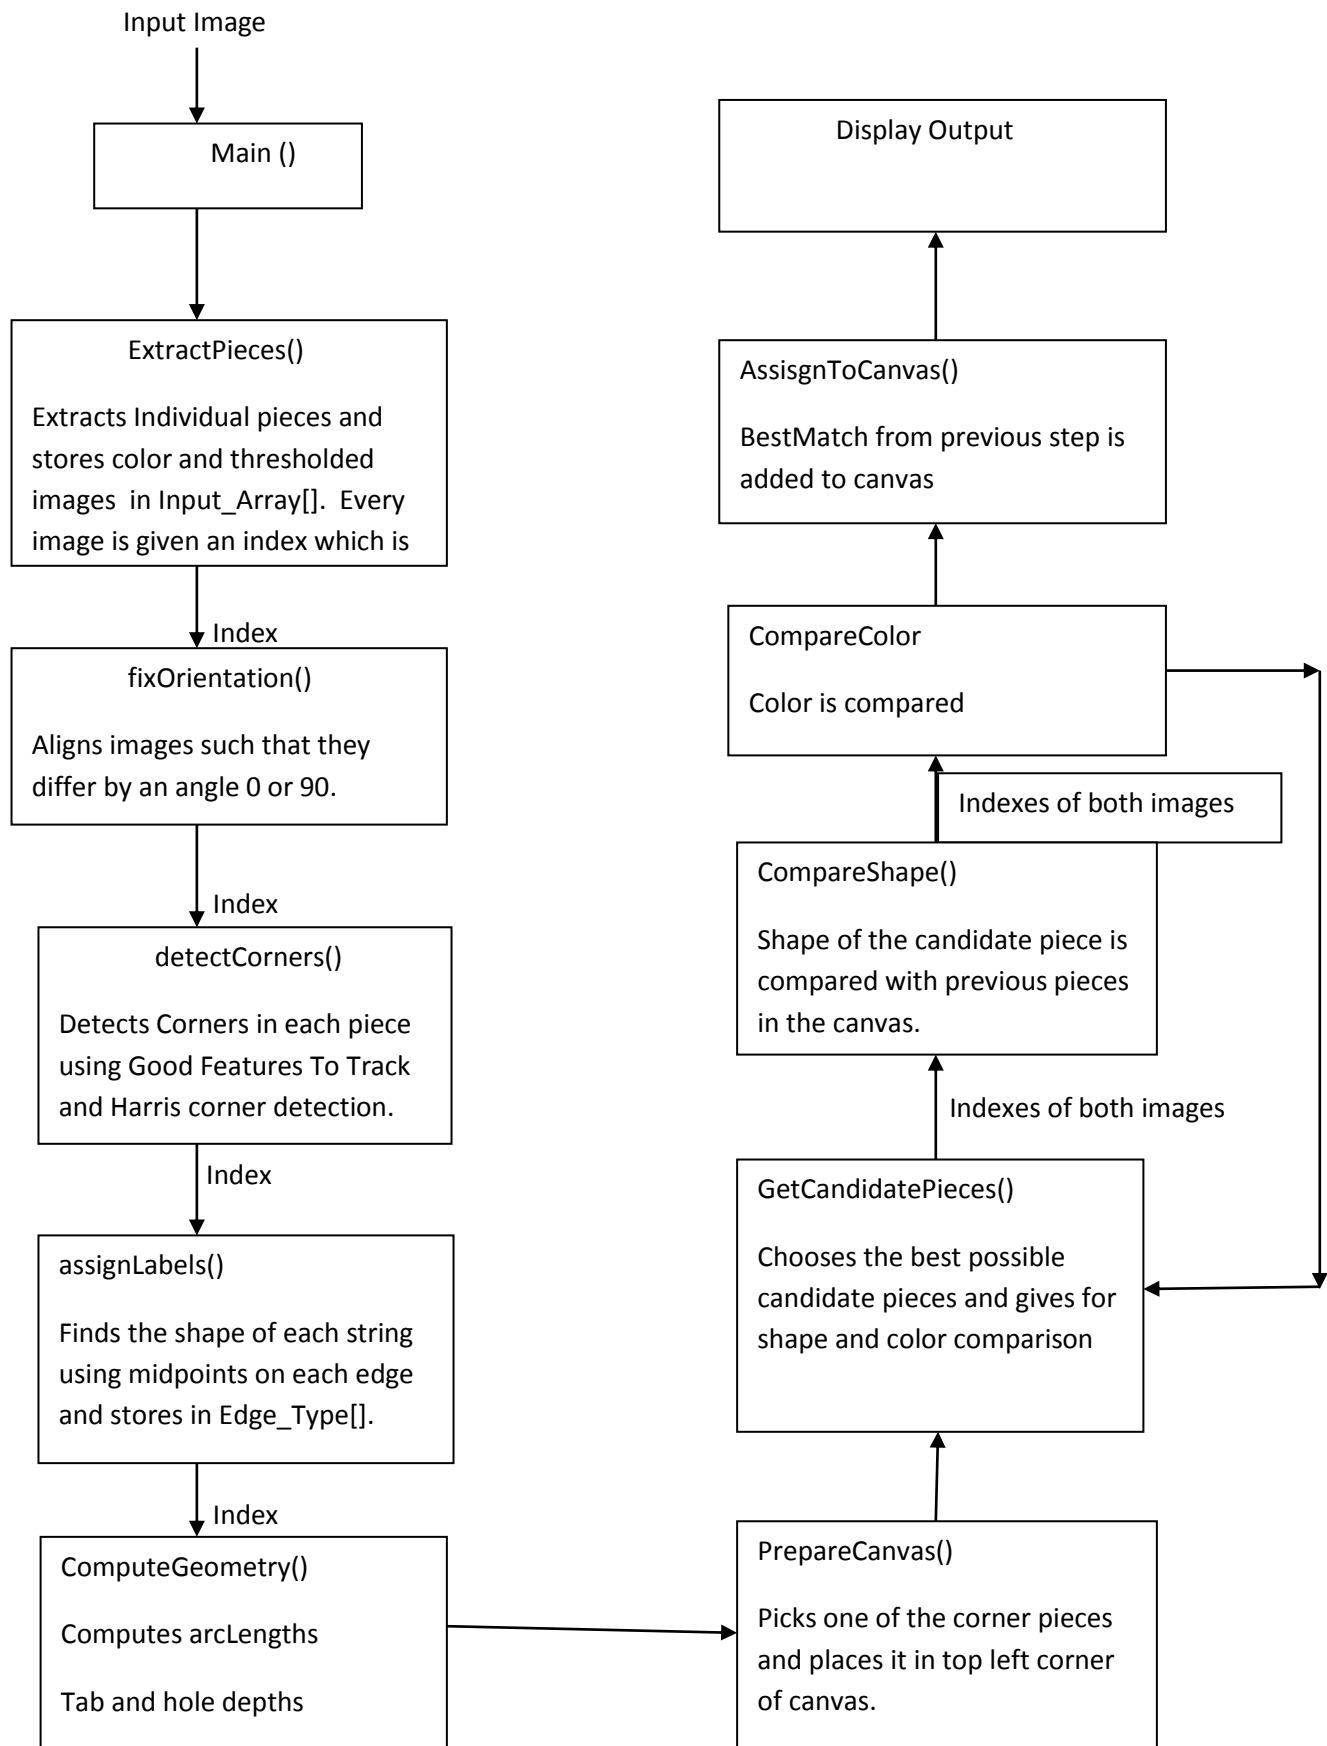 Input Image
Main ()
ExtractPieces()
Extracts Individual pieces and
stores color and thresholded
images in Input_Array[]. Every
image is given an index which is
Index
fixOrientation()
Aligns images such that they
differ by an angle 0 or 90.
Index
detectCorners()
Detects Corners in each piece
using Good Features To Track
and Harris corner detection.
Index
assignLabels()
Finds the shape of each string
using midpoints on each edge
and stores in Edge_Type[].
Index
ComputeGeometry()
Computes arcLengths
Tab and hole depths
Display Output
AssisgnToCanvas()
BestMatch from previous step is
added to canvas
CompareColor
Color is compared
Indexes of both images
CompareShape()
Shape of the candidate piece is
compared with previous pieces
in the canvas.
Indexes of both images
GetCandidatePieces()
Chooses the best possible
candidate pieces and gives for
shape and color comparison
PrepareCanvas()
Picks one of the corner pieces
and places it in top left corner
of canvas.